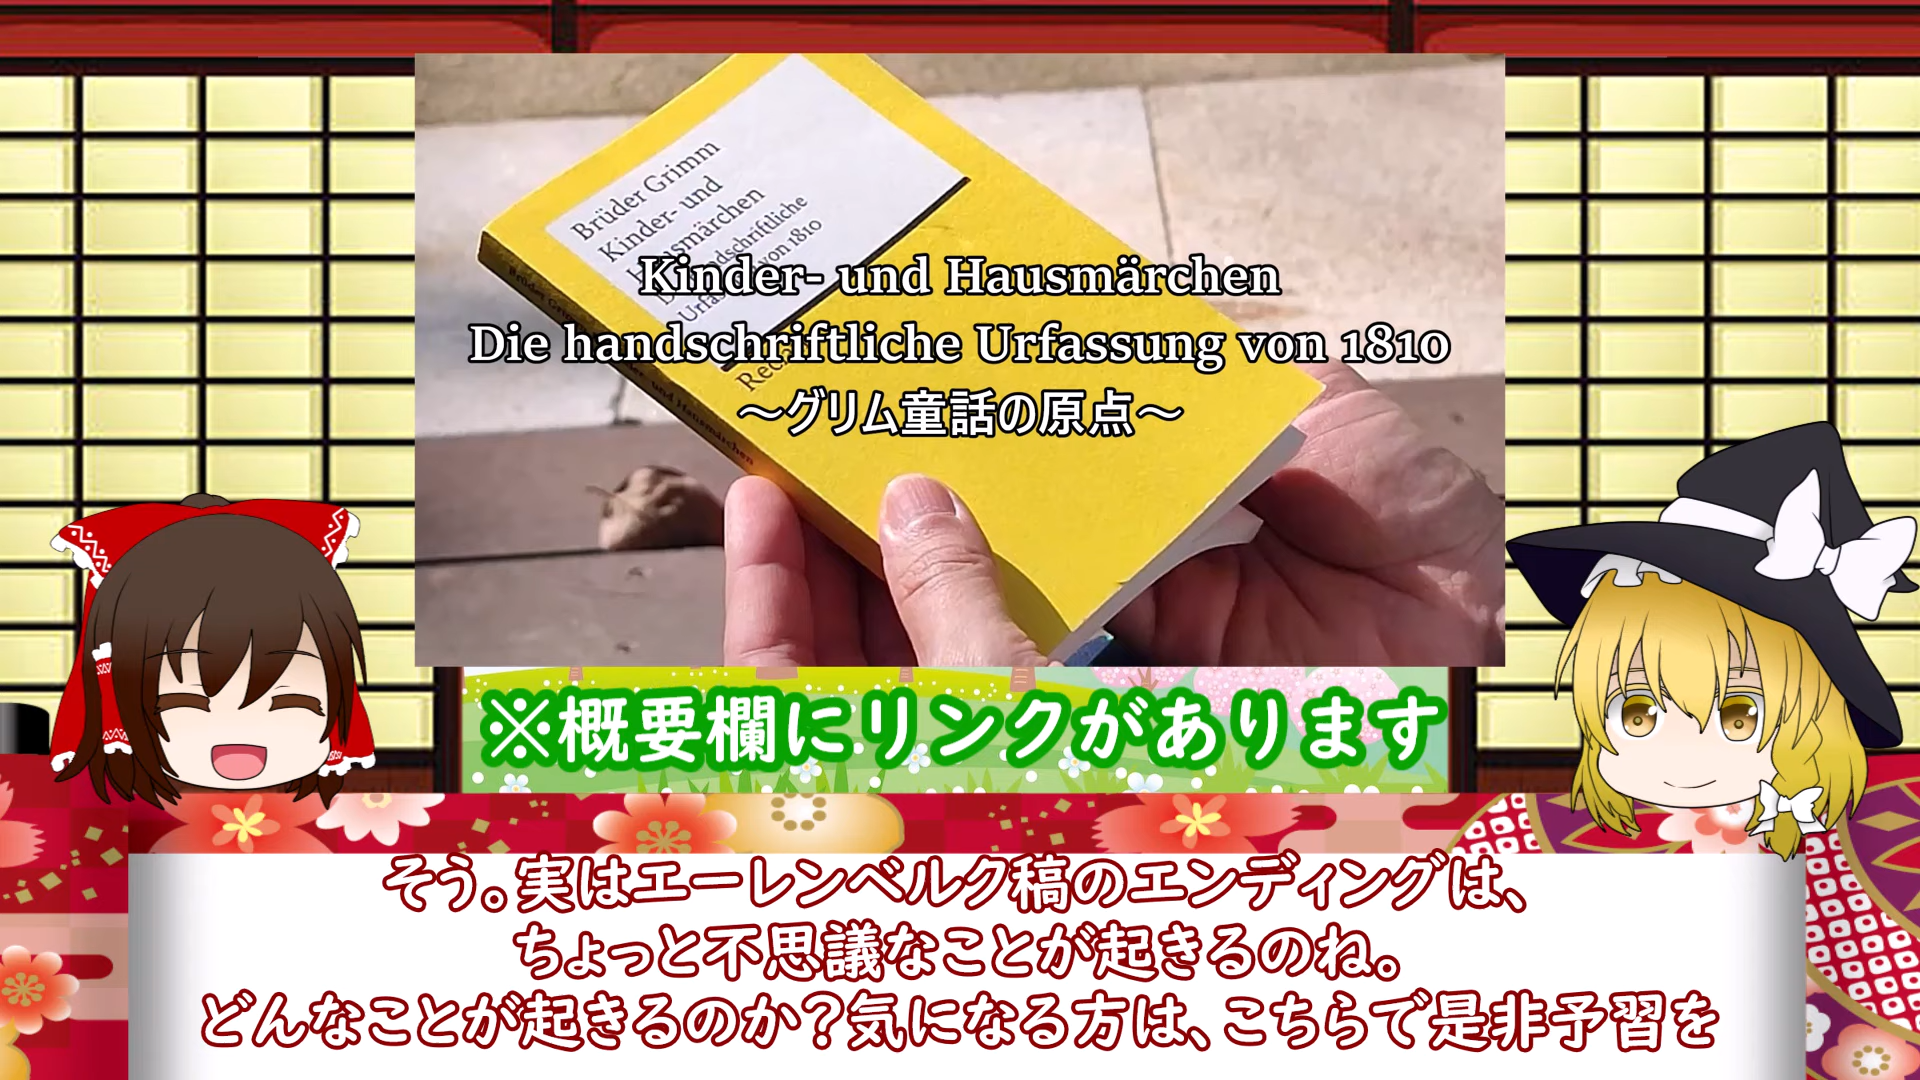 Brüder Grimm
Kinder- und
Hausmärchen
von 1810
Kinder- und Hausmärchen
Die handschriftliche Urfassung von 1810
～グリム童話の原点～
※概要欄にリンクがあります
そう。実はエーレンベルク稿のエンディングは、
ちょっと不思議なことが起きるのね。
どんなことが起きるのか？気になる方は、こちらで是非予習を